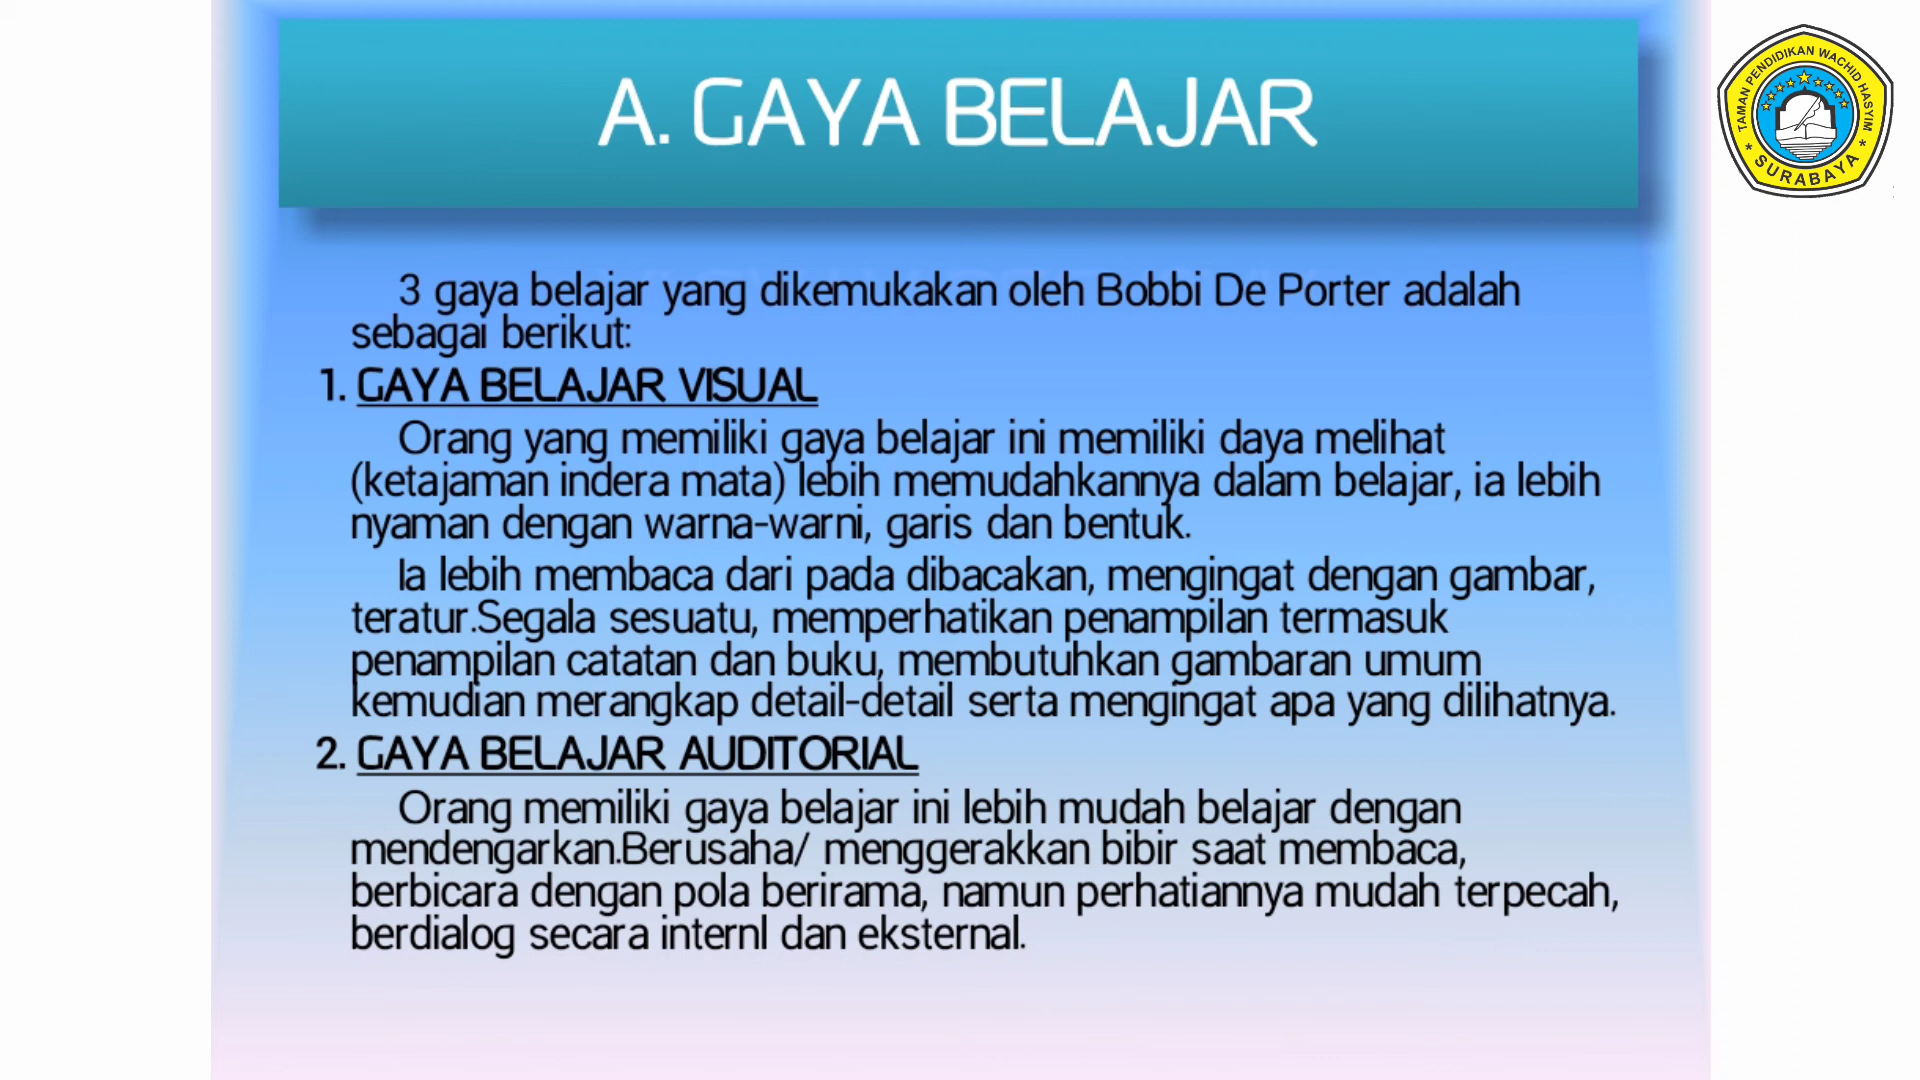 A. GAYA BELAJAR
TAMAN PENDIDIKAN WACHID HASYIM
* SURABAYA *
3 gaya belajar yang dikemukakan oleh Bobbi De Porter adalah
sebagai berikut:
1. GAYA BELAJAR VISUAL
Orang yang memiliki gaya belajar ini memiliki daya melihat
(ketajaman indera mata) lebih memudahkannya dalam belajar, ia lebih
nyaman dengan warna-warni, garis dan bentuk.
Ia lebih membaca dari pada dibacakan, mengingat dengan gambar,
teratur.Segala sesuatu, memperhatikan penampilan termasuk
penampilan catatan dan buku, membutuhkan gambaran umum
kemudian merangkap detail-detail serta mengingat apa yang dilihatnya.
2. GAYA BELAJAR AUDITORIAL
Orang memiliki gaya belajar ini lebih mudah belajar dengan
mendengarkan.Berusaha/ menggerakkan bibir saat membaca,
berbicara dengan pola berirama, namun perhatiannya mudah terpecah,
berdialog secara internl dan eksternal.